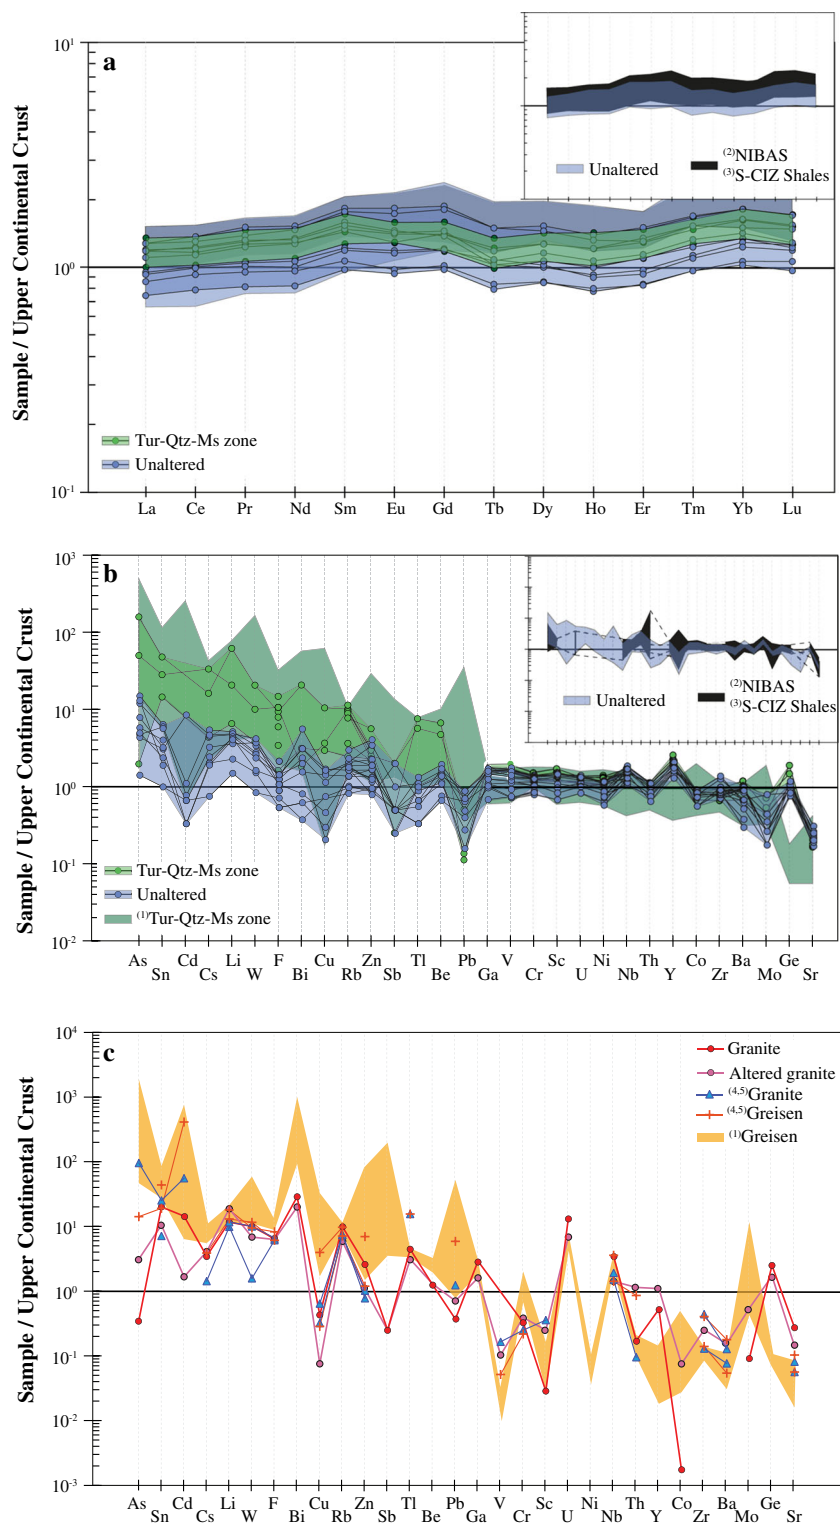 a
10¹
10⁰
10⁻¹
Sample / Upper Continental Crust
Unaltered
⁽²⁾NIBAS
⁽³⁾S-CIZ Shales
Tur-Qtz-Ms zone
Unaltered
La Ce Pr Nd Sm Eu Gd Tb Dy Ho Er Tm Yb Lu
b
10³
10²
10¹
10⁰
10⁻¹
10⁻²
Sample / Upper Continental Crust
Unaltered
⁽²⁾NIBAS
⁽³⁾S-CIZ Shales
Tur-Qtz-Ms zone
Unaltered
⁽¹⁾Tur-Qtz-Ms zone
As Sn Cd Cs Li W F Bi Cu Rb Zn Sb Tl Be Pb Ga V Cr Sc U Ni Nb Th Y Co Zr Ba Mo Ge Sr
c
10⁴
10³
10²
10¹
10⁰
10⁻¹
10⁻²
10⁻³
Sample / Upper Continental Crust
Granite
Altered granite
⁽⁴,⁵⁾Granite
⁽⁴,⁵⁾Greisen
⁽¹⁾Greisen
As Sn Cd Cs Li W F Bi Cu Rb Zn Sb Tl Be Pb Ga V Cr Sc U Ni Nb Th Y Co Zr Ba Mo Ge Sr